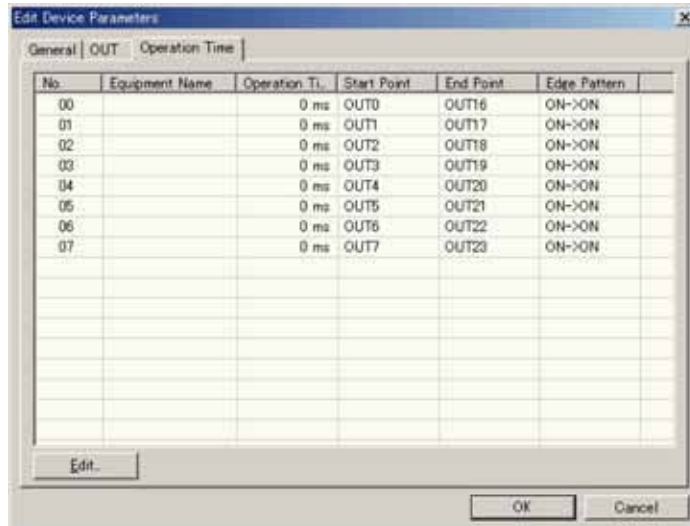 Edit Device Parameters
General OUT Operation Time
No. Equipment Name Operation Ti.. Start Point End Point Edge Pattern
00 0 ms OUT0 OUT16 ON->ON
01 0 ms OUT1 OUT17 ON->ON
02 0 ms OUT2 OUT18 ON->ON
03 0 ms OUT3 OUT19 ON->ON
04 0 ms OUT4 OUT20 ON->ON
05 0 ms OUT5 OUT21 ON->ON
06 0 ms OUT6 OUT22 ON->ON
07 0 ms OUT7 OUT23 ON->ON
Edit..
OK Cancel